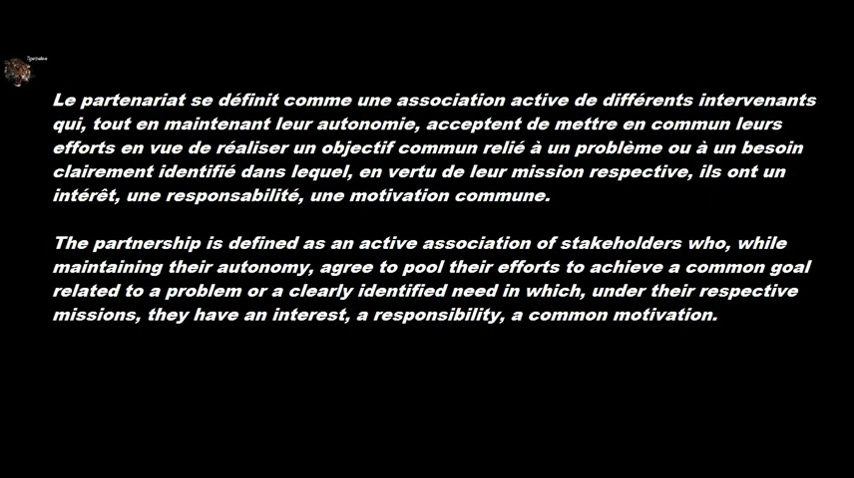 Le partenariat se définit comme une association active de différents intervenants
qui, tout en maintenant leur autonomie, acceptent de mettre en commun leurs
efforts en vue de réaliser un objectif commun relié à un problème ou à un besoin
clairement identifié dans lequel, en vertu de leur mission respective, ils ont un
intérêt, une responsabilité, une motivation commune.
The partnership is defined as an active association of stakeholders who, while
maintaining their autonomy, agree to pool their efforts to achieve a common goal
related to a problem or a clearly identified need in which, under their respective
missions, they have an interest, a responsibility, a common motivation.